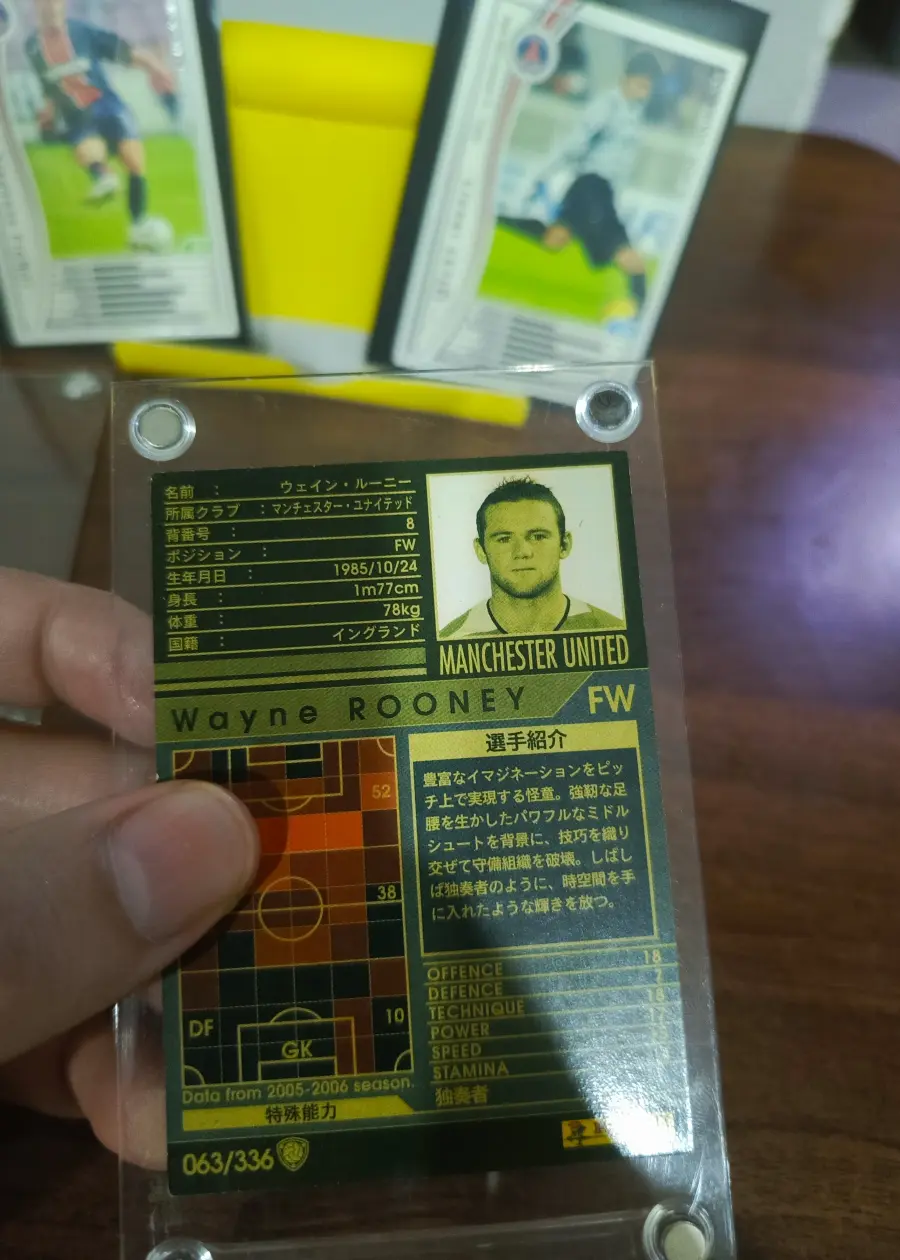 名前 : ウェイン・ルーニー
所属クラブ : マンチェスター・ユナイテッド
背番号 : 8
ポジション : FW
生年月日 : 1985/10/24
身長 : 1m77cm
体重 : 78kg
国籍 : イングランド
MANCHESTER UNITED
Wayne ROONEY FW
52
38
10
DF
GK
Data from 2005-2006 season.
選手紹介
豊富なイマジネーションをピッ
チ上で実現する怪童。強靭な足
腰を生かしたパワフルなミドル
シュートを背景に、技巧を織り
交ぜて守備組織を破壊。しばし
ば独奏者のように、時空間を手
に入れたような輝きを放つ。
OFFENCE 18
DEFENCE 7
TECHNIQUE 18
POWER 17
SPEED
STAMINA
特殊能力
独奏者
063/336